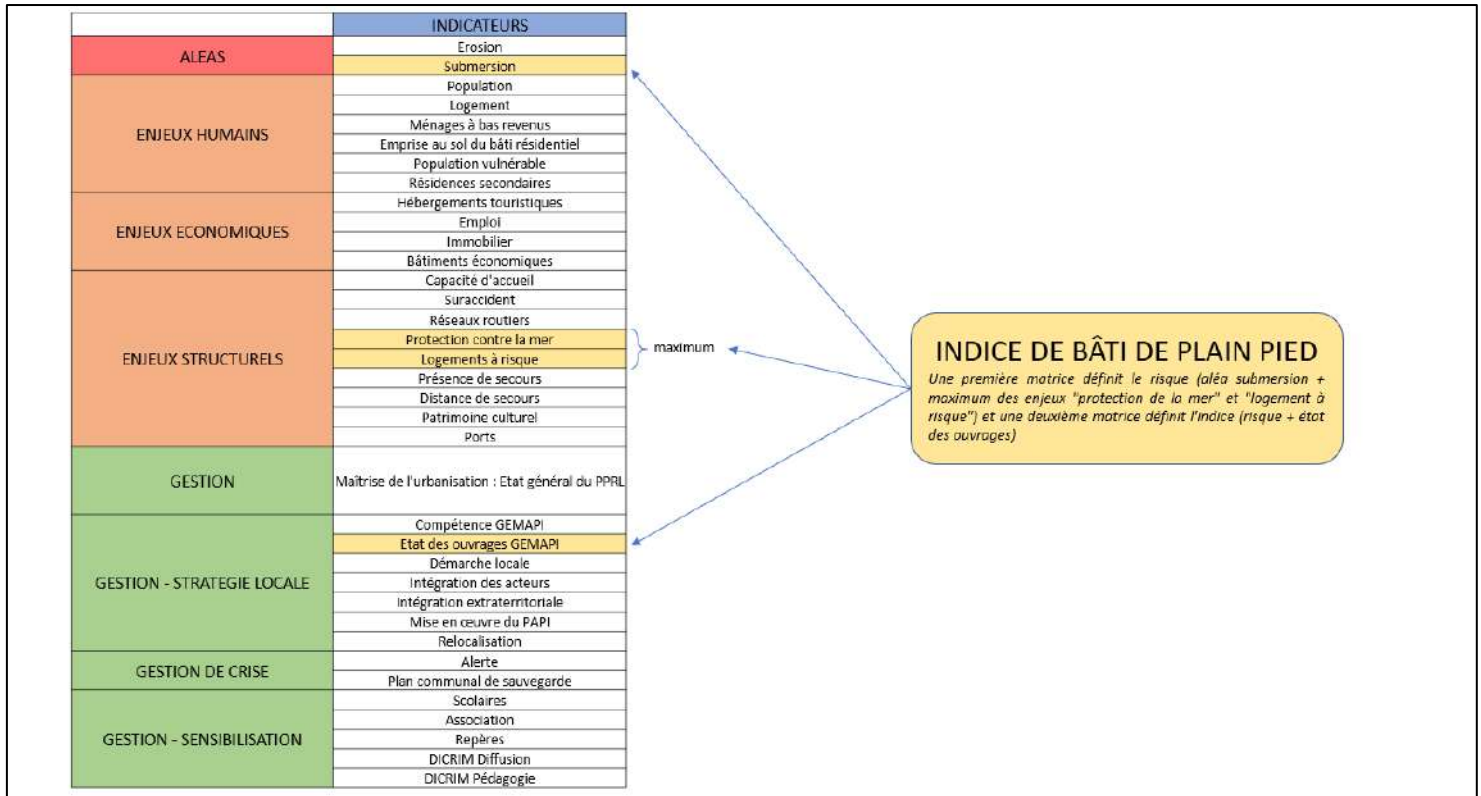 INDICATEURS
ALEAS
Erosion
Submersion
ENJEUX HUMAINS
Population
Logement
Ménages à bas revenus
Emprise au sol du bâti résidentiel
Population vulnérable
Résidences secondaires
ENJEUX ECONOMIQUES
Hébergements touristiques
Emploi
Immobilier
Bâtiments économiques
ENJEUX STRUCTURELS
Capacité d'accueil
Suraccident
Réseaux routiers
Protection contre la mer
Logements à risque
maximum
Présence de secours
Distance de secours
Patrimoine culturel
Ports
GESTION
Maîtrise de l'urbanisation : Etat général du PPRL
GESTION - STRATEGIE LOCALE
Compétence GEMAPI
Etat des ouvrages GEMAPI
Démarche locale
Intégration des acteurs
Intégration extraterritoriale
Mise en œuvre du PAPI
Relocalisation
GESTION DE CRISE
Alerte
Plan communal de sauvegarde
GESTION - SENSIBILISATION
Scolaires
Association
Repères
DICRIM Diffusion
DICRIM Pédagogie
INDICE DE BÂTI DE PLAIN PIED
Une première matrice définit le risque (aléa submersion +
maximum des enjeux "protection de la mer" et "logement à
risque") et une deuxième matrice définit l'indice (risque + état
des ouvrages)